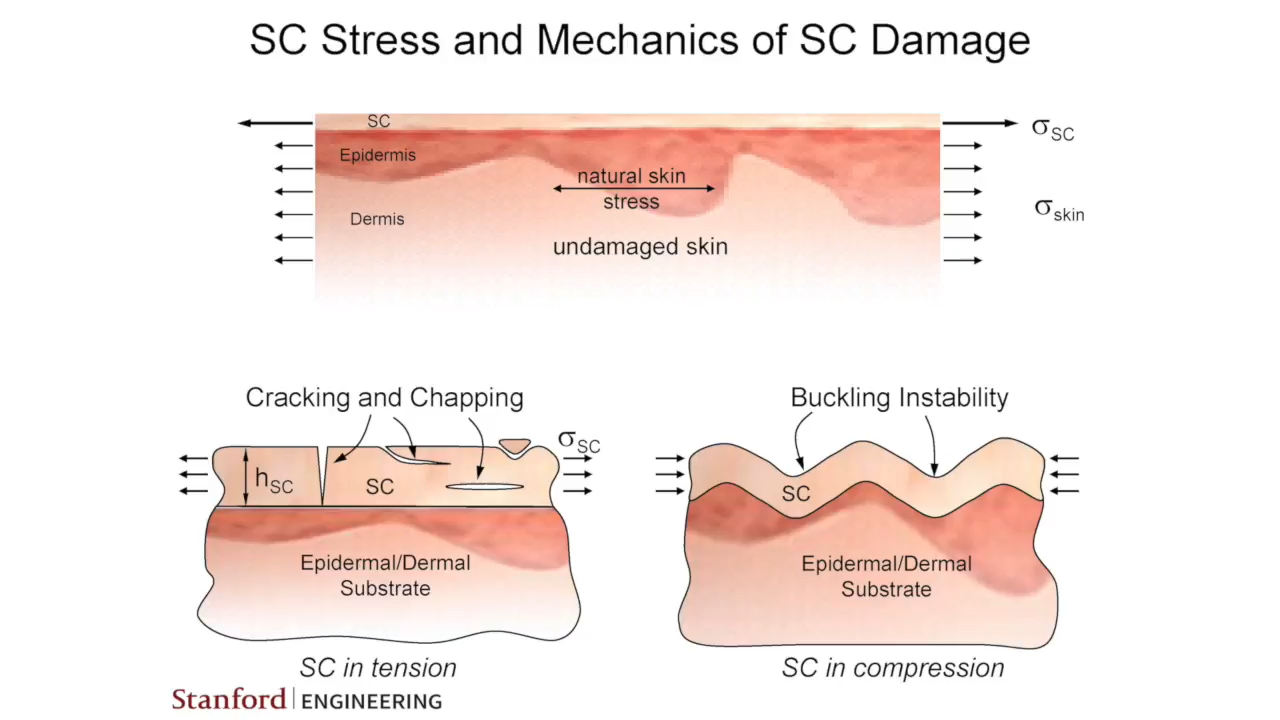 SC Stress and Mechanics of SC Damage
SC
σSC
Epidermis
natural skin
stress
σskin
Dermis
undamaged skin
Cracking and Chapping
Buckling Instability
σSC
hSC
SC
SC
Epidermal/Dermal
Substrate
Epidermal/Dermal
Substrate
SC in tension
SC in compression
Stanford ENGINEERING